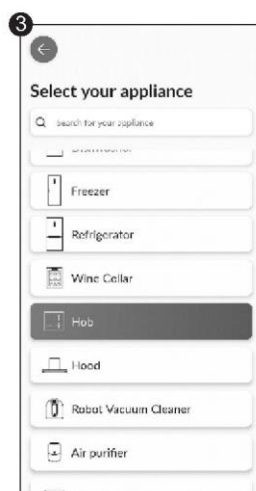 3
Select your appliance
Search for your appliance
Dishwasher
Freezer
Refrigerator
Wine Cellar
Hob
Hood
Robot Vacuum Cleaner
Air purifier